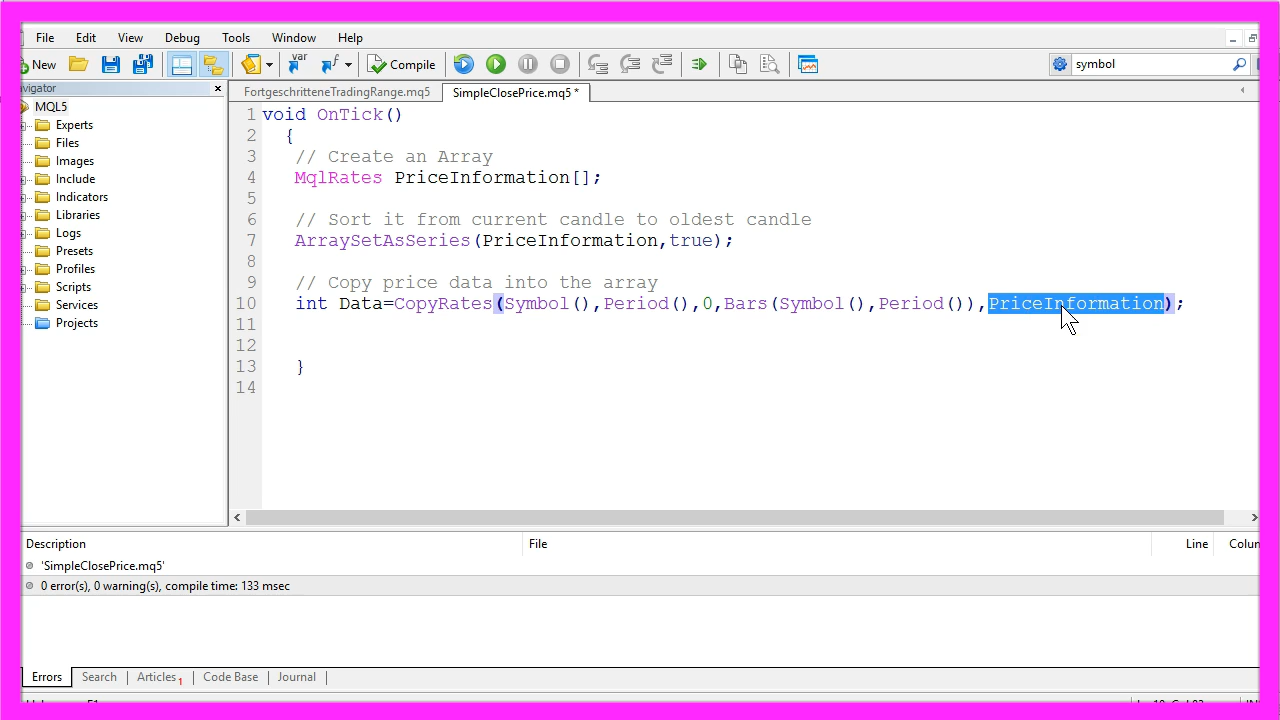 File Edit View Debug Tools Window Help
New Compile symbol
FortgeschritteneTradingRange.mq5 SimpleClosePrice.mq5 *
MQL5
Experts
Files
Images
Include
Indicators
Libraries
Logs
Presets
Profiles
Scripts
Services
Projects
1 void OnTick()
2 {
3 // Create an Array
4 MqlRates PriceInformation[];
5
6 // Sort it from current candle to oldest candle
7 ArraySetAsSeries(PriceInformation,true);
8
9 // Copy price data into the array
10 int Data=CopyRates(Symbol(),Period(),0,Bars(Symbol(),Period()),PriceInformation);
11
12
13 }
14
Description File Line Colun
'SimpleClosePrice.mq5'
0 error(s), 0 warning(s), compile time: 133 msec
Errors Search Articles 1 Code Base Journal